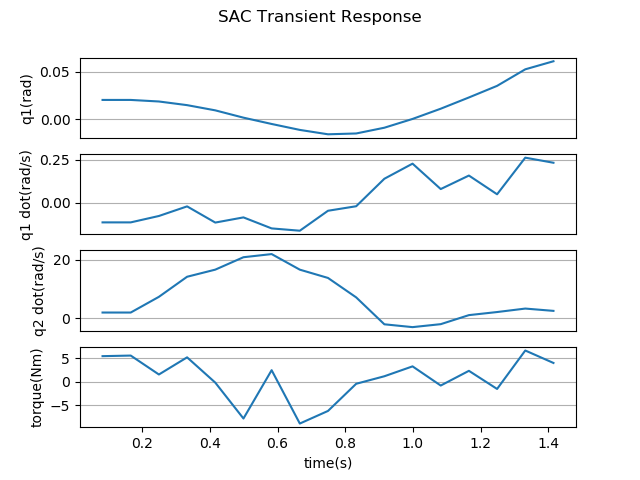 SAC Transient Response
q1(rad)
0.05
0.00
q1 dot(rad/s)
0.25
0.00
q2 dot(rad/s)
20
0
torque(Nm)
5
0
−5
0.2 0.4 0.6 0.8 1.0 1.2 1.4
time(s)